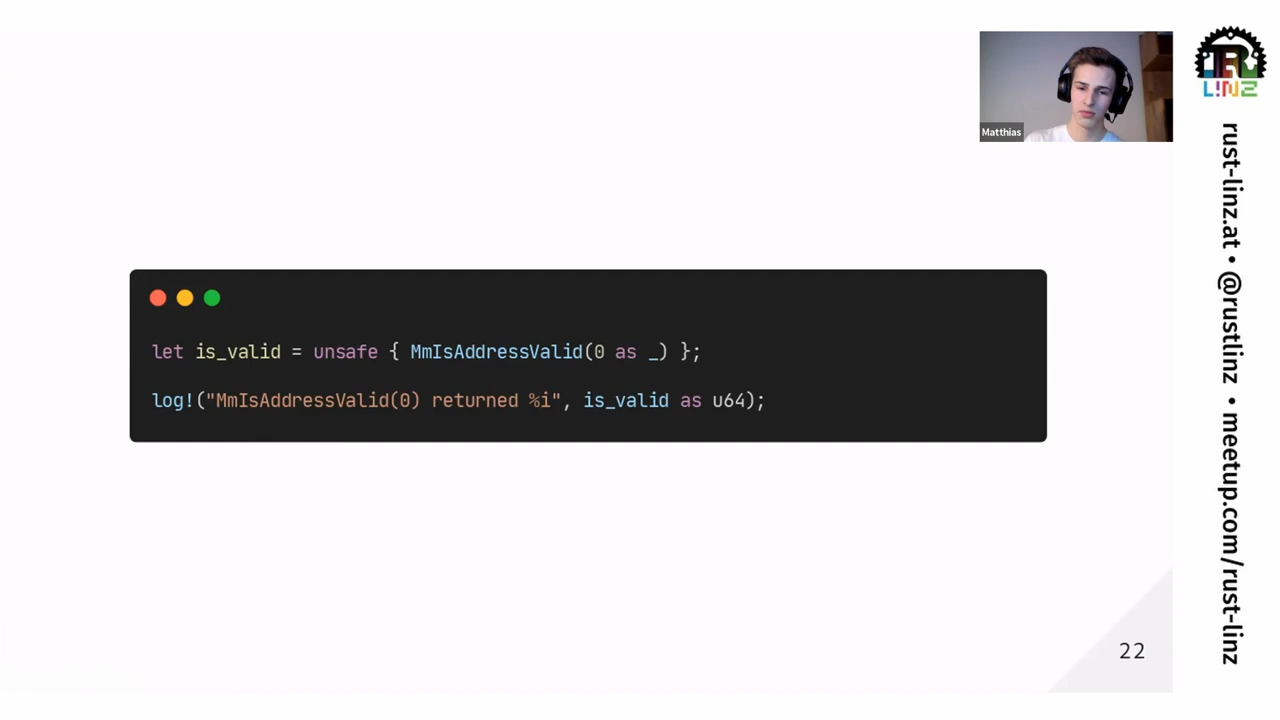 let is_valid = unsafe { MmIsAddressValid(0 as _) };
log!("MmIsAddressValid(0) returned %i", is_valid as u64);
22
Matthias
R
L!NZ
rust-linz.at • @rustlinz • meetup.com/rust-linz